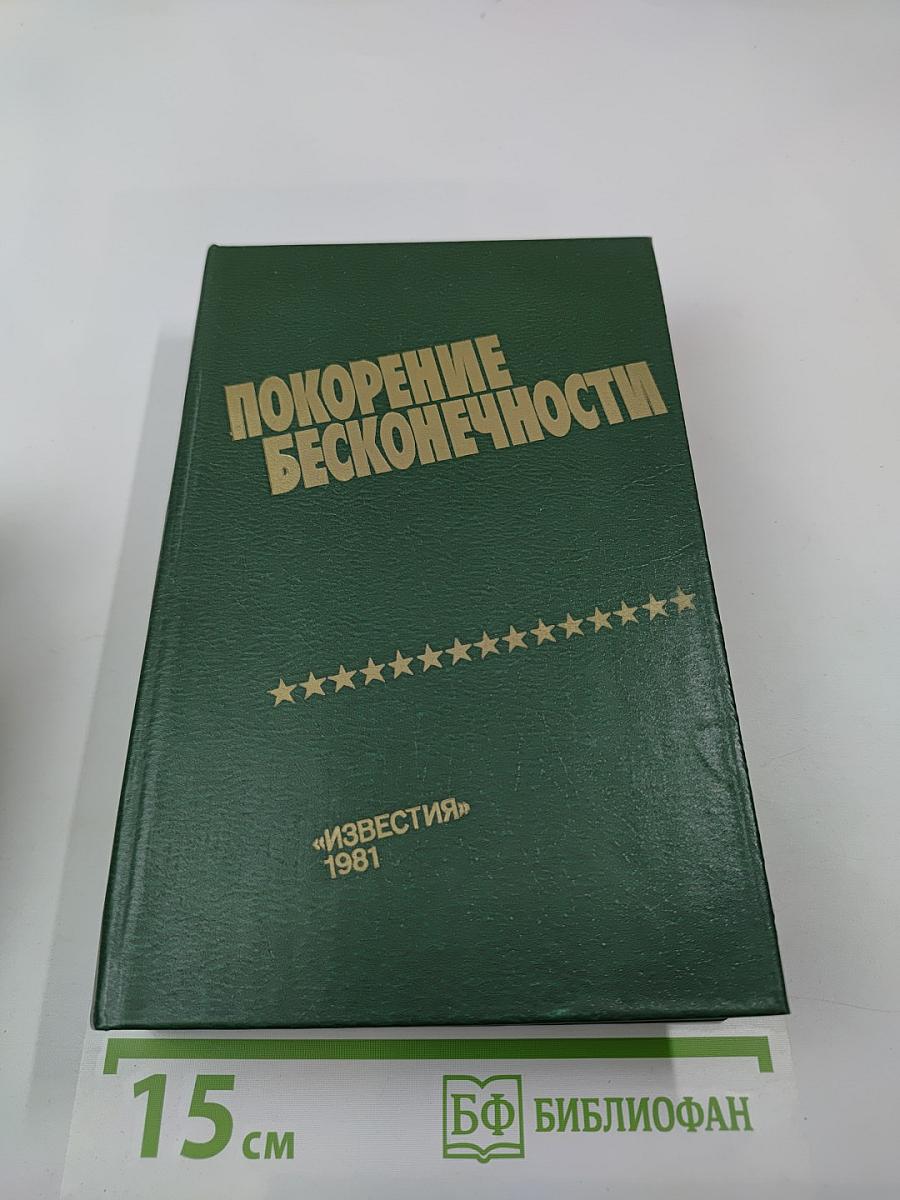 ПОКОРЕНИЕ
БЕСКОНЕЧНОСТИ
«ИЗВЕСТИЯ»
1981
15 см
БФ БИБЛИОФАН